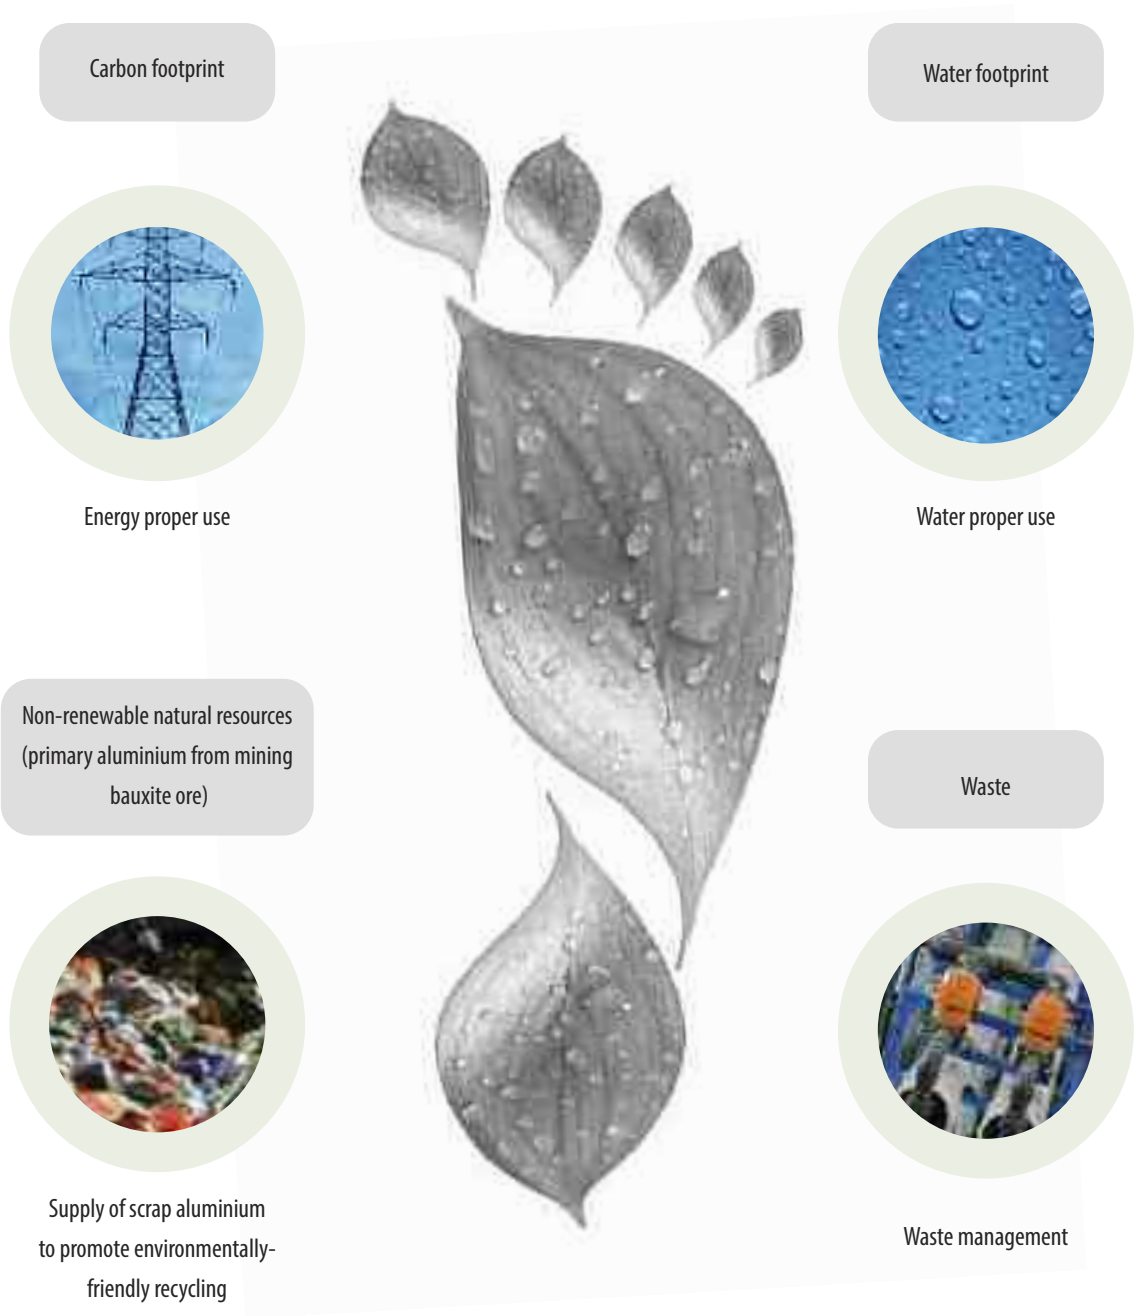 Carbon footprint
Water footprint
Energy proper use
Water proper use
Non-renewable natural resources
(primary aluminium from mining
bauxite ore)
Waste
Supply of scrap aluminium
to promote environmentally-
friendly recycling
Waste management